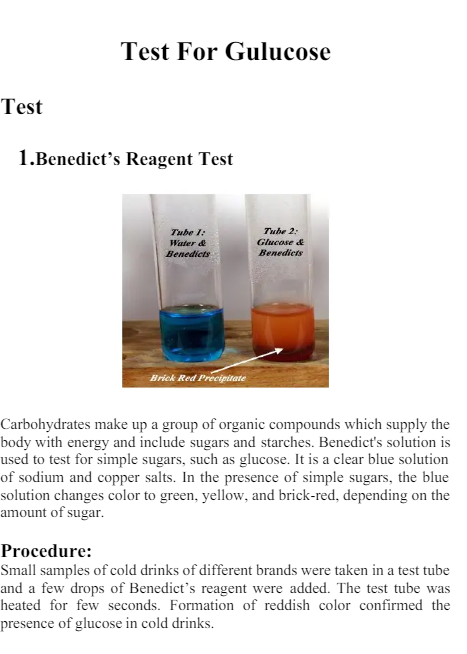 Test For Gulucose
Test
1.Benedict’s Reagent Test
Tube 1:
Water &
Benedicts
Tube 2:
Glucose &
Benedicts
Brick Red Precipitate
Carbohydrates make up a group of organic compounds which supply the
body with energy and include sugars and starches. Benedict's solution is
used to test for simple sugars, such as glucose. It is a clear blue solution
of sodium and copper salts. In the presence of simple sugars, the blue
solution changes color to green, yellow, and brick-red, depending on the
amount of sugar.
Procedure:
Small samples of cold drinks of different brands were taken in a test tube
and a few drops of Benedict’s reagent were added. The test tube was
heated for few seconds. Formation of reddish color confirmed the
presence of glucose in cold drinks.